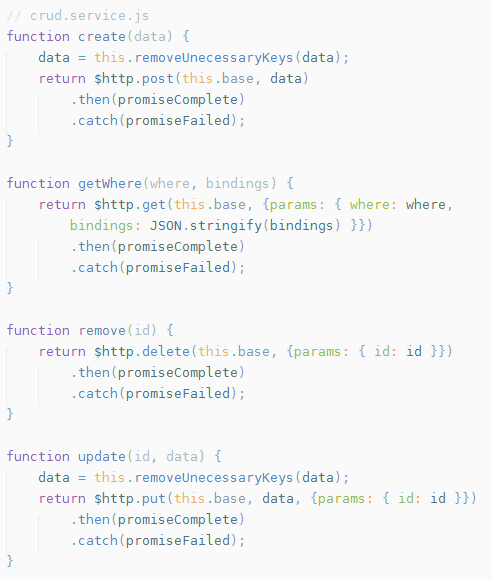 // crud.service.js
function create(data) {
    data = this.removeUnecessaryKeys(data);
    return $http.post(this.base, data)
        .then(promiseComplete)
        .catch(promiseFailed);
}

function getWhere(where, bindings) {
    return $http.get(this.base, {params: { where: where,
        bindings: JSON.stringify(bindings) }})
        .then(promiseComplete)
        .catch(promiseFailed);
}

function remove(id) {
    return $http.delete(this.base, {params: { id: id }})
        .then(promiseComplete)
        .catch(promiseFailed);
}

function update(id, data) {
    data = this.removeUnecessaryKeys(data);
    return $http.put(this.base, data, {params: { id: id }})
        .then(promiseComplete)
        .catch(promiseFailed);
}